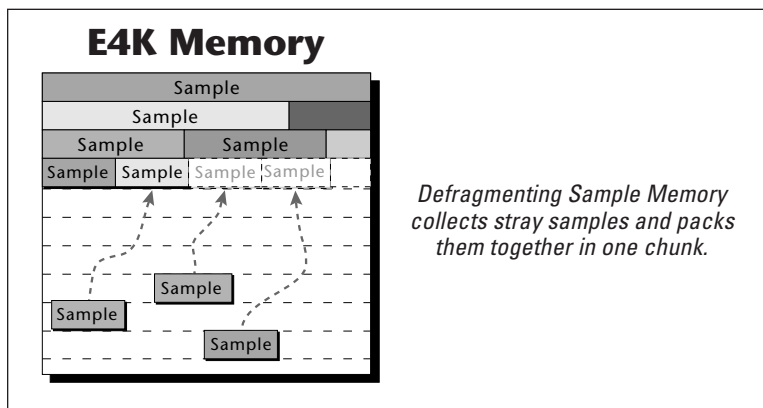 E4K Memory
Sample
Sample
Sample Sample
Sample Sample Sample Sample
Defragmenting Sample Memory
collects stray samples and packs
them together in one chunk.
Sample
Sample
Sample